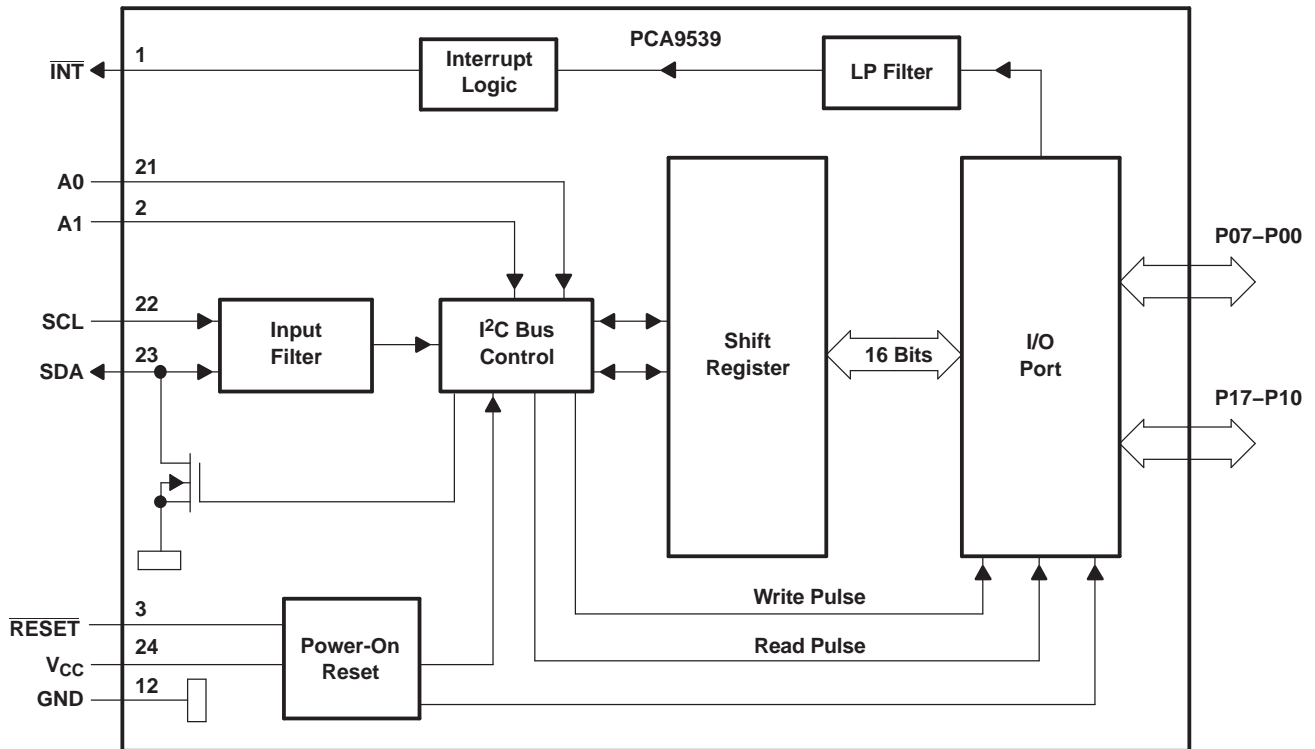 PCA9539
INT
1
Interrupt
Logic
LP Filter
A0
21
A1
2
SCL
22
SDA
23
Input
Filter
I2C Bus
Control
Shift
Register
16 Bits
I/O
Port
P07–P00
P17–P10
Write Pulse
Read Pulse
RESET
3
VCC
24
GND
12
Power-On
Reset